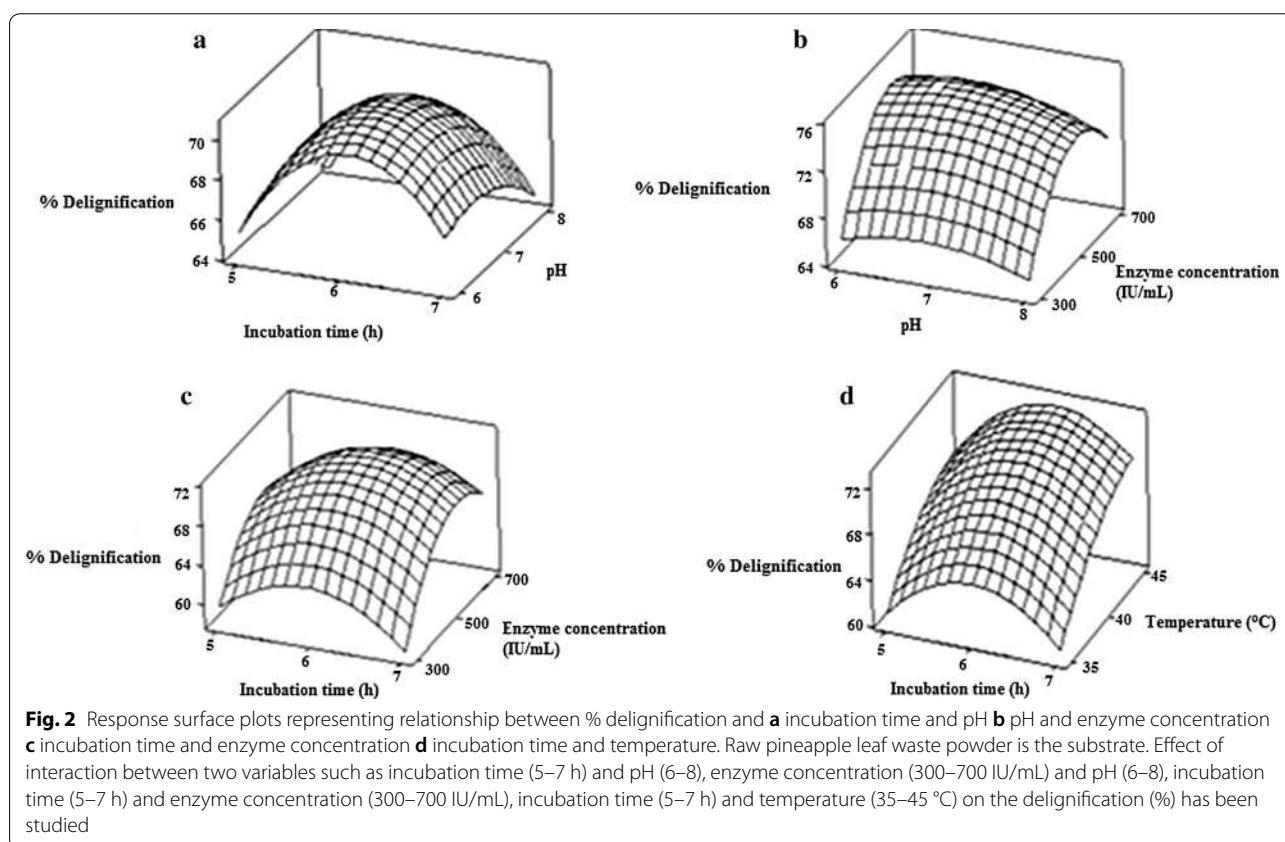 a
70
68
% Delignification
66
64
5
6
7
Incubation time (h)
6
7
8
pH
b
76
72
% Delignification
68
64
6
7
8
pH
300
500
700
Enzyme concentration
(IU/mL)
c
72
68
% Delignification
64
60
5
6
7
Incubation time (h)
300
500
700
Enzyme concentration
(IU/mL)
d
72
68
% Delignification
64
60
5
6
7
Incubation time (h)
35
40
45
Temperature (°C)
Fig. 2 Response surface plots representing relationship between % delignification and a incubation time and pH b pH and enzyme concentration
c incubation time and enzyme concentration d incubation time and temperature. Raw pineapple leaf waste powder is the substrate. Effect of
interaction between two variables such as incubation time (5–7 h) and pH (6–8), enzyme concentration (300–700 IU/mL) and pH (6–8), incubation
time (5–7 h) and enzyme concentration (300–700 IU/mL), incubation time (5–7 h) and temperature (35–45 °C) on the delignification (%) has been
studied